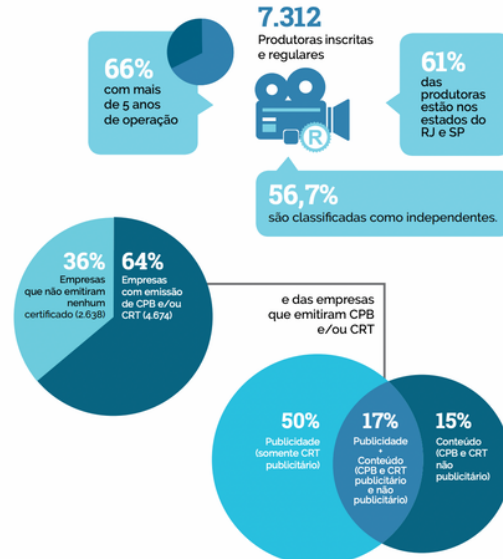 7.312
Produtoras inscritas
e regulares
66%
com mais
de 5 anos
de operação
61%
das
produtoras
estão nos
estados do
RJ e SP
R
56,7%
são classificadas como independentes.
36%
Empresas
que não emitiram
nenhum
certificado (2.638)
64%
Empresas
com emissão
de CPB e/ou
CRT (4.674)
e das empresas
que emitiram CPB
e/ou CRT
50%
Publicidade
(somente CRT
publicitário)
17%
Publicidade
+
Conteúdo
(CPB e CRT
publicitário
e não
publicitário)
15%
Conteúdo
(CPB e CRT
não
publicitário)